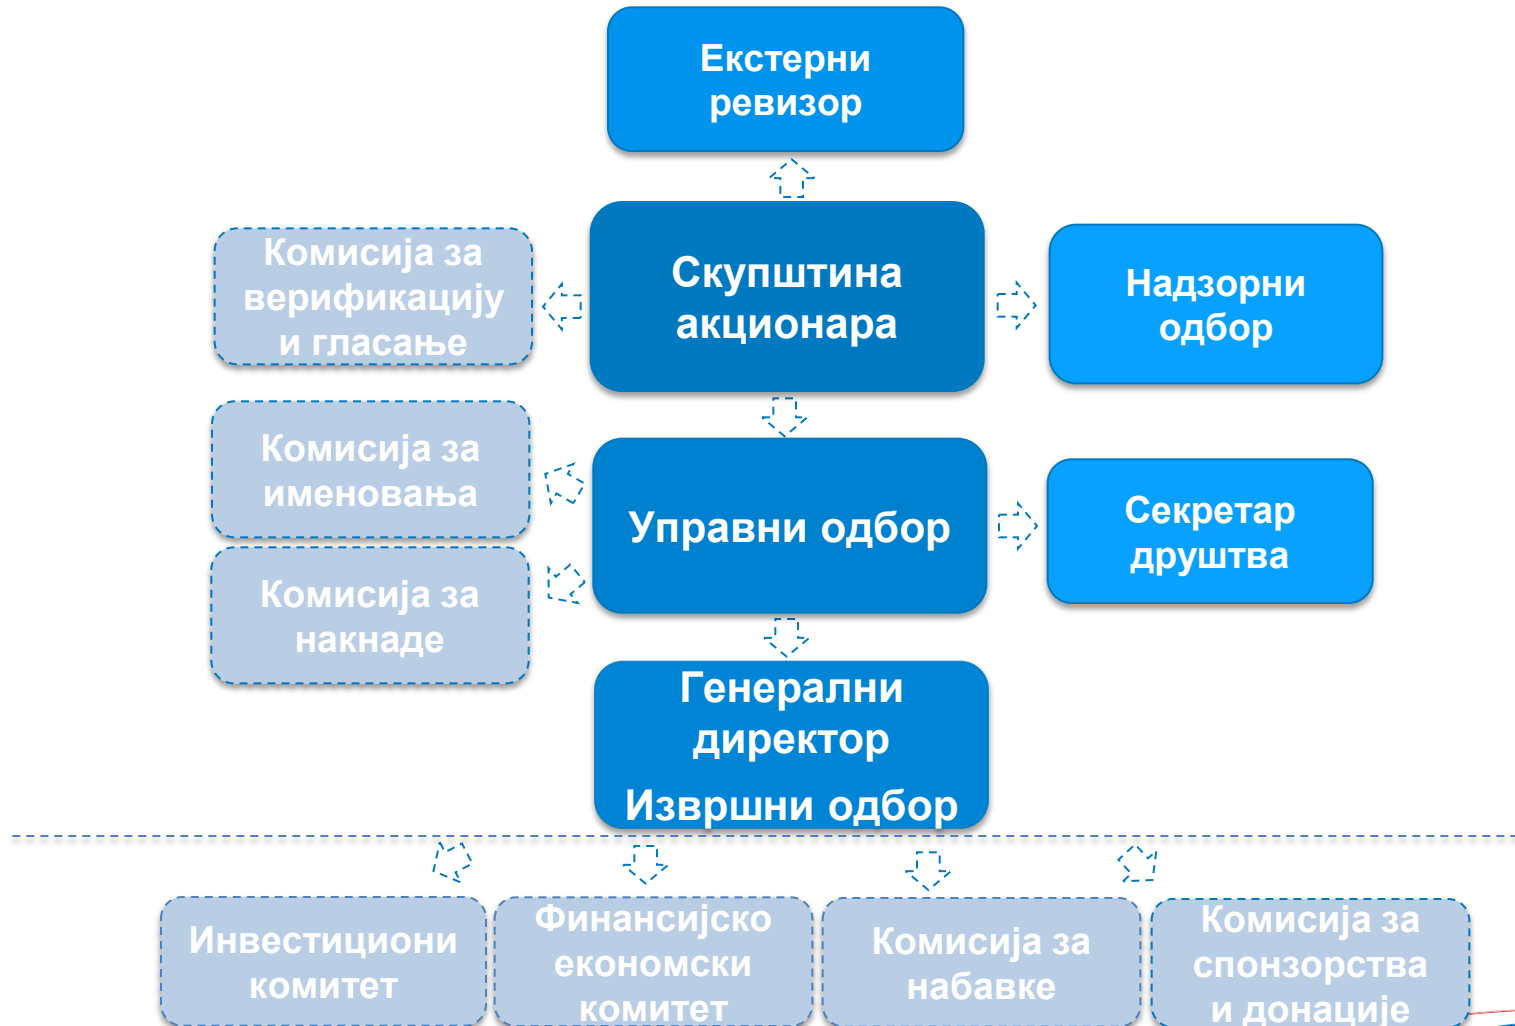 Екстерни
ревизор
Комисија за
верификацију
и гласање
Скупштина
акционара
Надзорни
одбор
Комисија за
именовања
Управни одбор
Секретар
друштва
Комисија за
накнаде
Генерални
директор
Извршни одбор
Инвестициони
комитет
Финансијско
економски
комитет
Комисија за
набавке
Комисија за
спонзорства
и донације